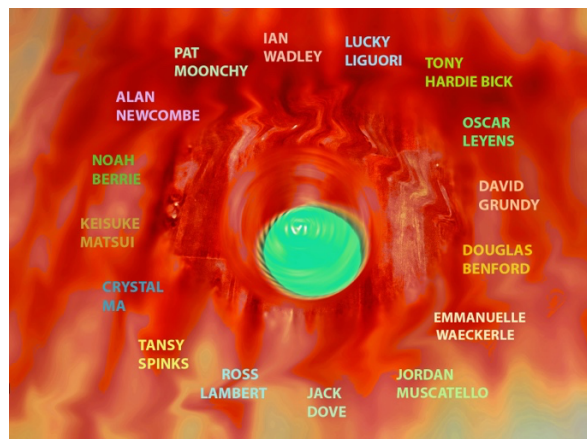 IAN
WADLEY
LUCKY
LIGUORI
PAT
MOONCHY
TONY
HARDIE BICK
ALAN
NEWCOMBE
OSCAR
LEYENS
NOAH
BERRIE
DAVID
GRUNDY
KEISUKE
MATSUI
DOUGLAS
BENFORD
CRYSTAL
MA
EMMANUELLE
WAECKERLE
TANSY
SPINKS
ROSS
LAMBERT
JACK
DOVE
JORDAN
MUSCATELLO